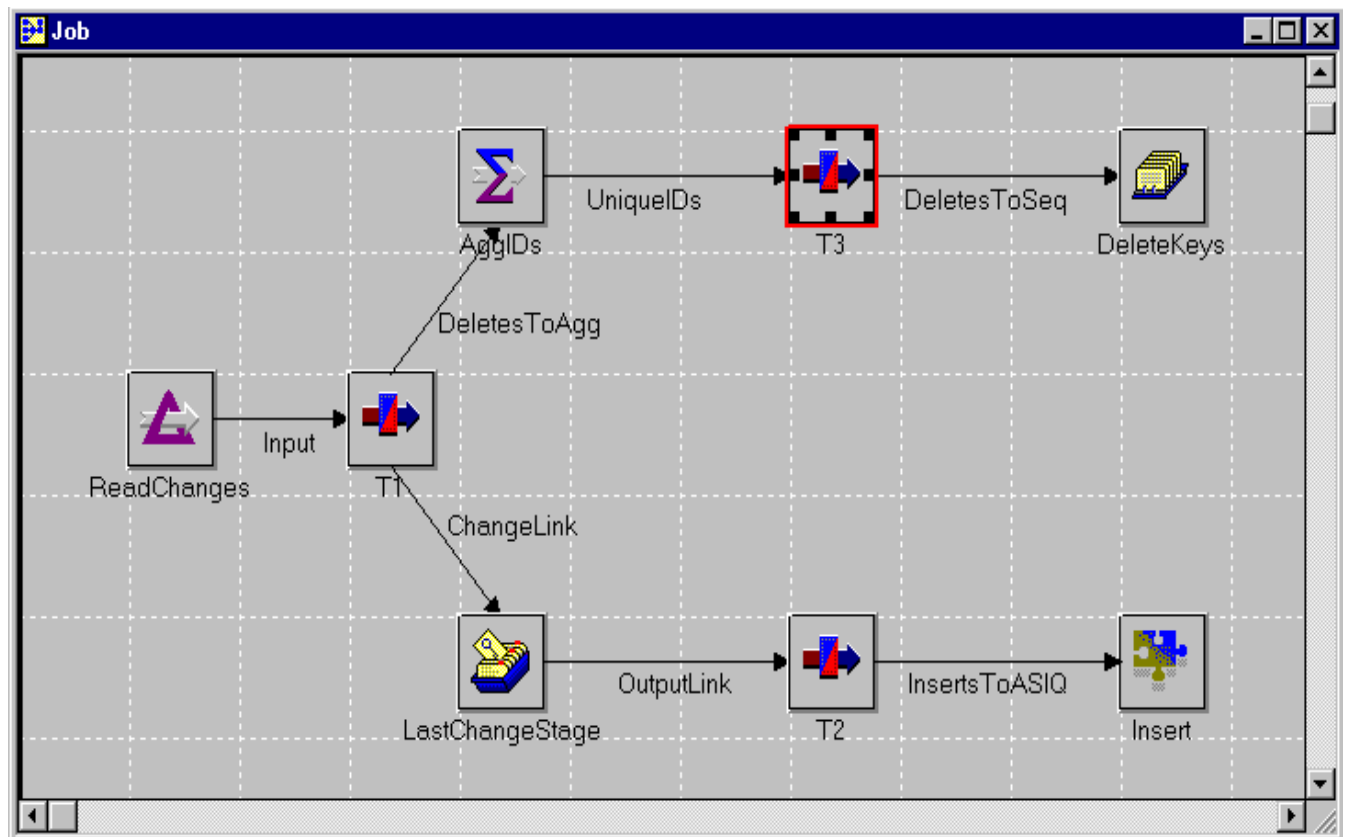 Job
UniqueIDs
DeletesToSeq
AggIDs
T3
DeleteKeys
DeletesToAgg
Input
ReadChanges
T1
ChangeLink
OutputLink
InsertsToASIQ
LastChangeStage
T2
Insert